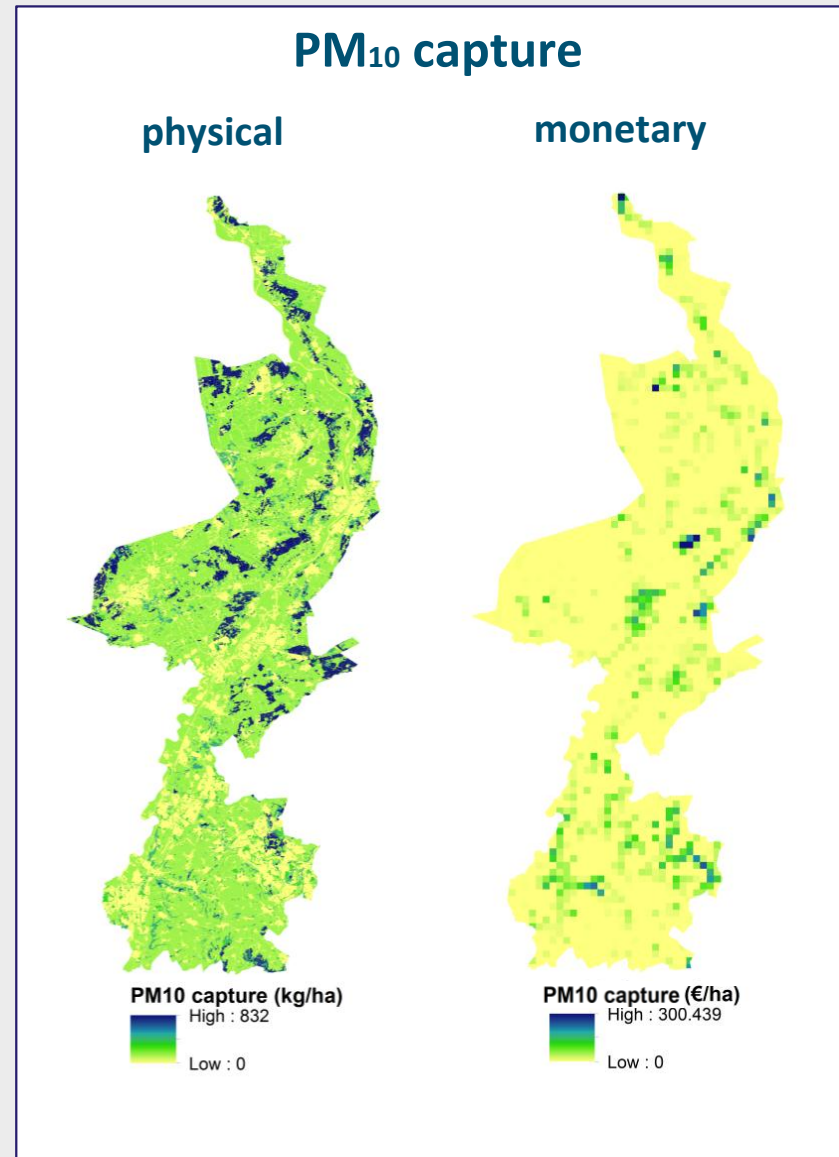 PM₁₀ capture
physical
monetary
PM10 capture (kg/ha)
High : 832
Low : 0
PM10 capture (€/ha)
High : 300.439
Low : 0